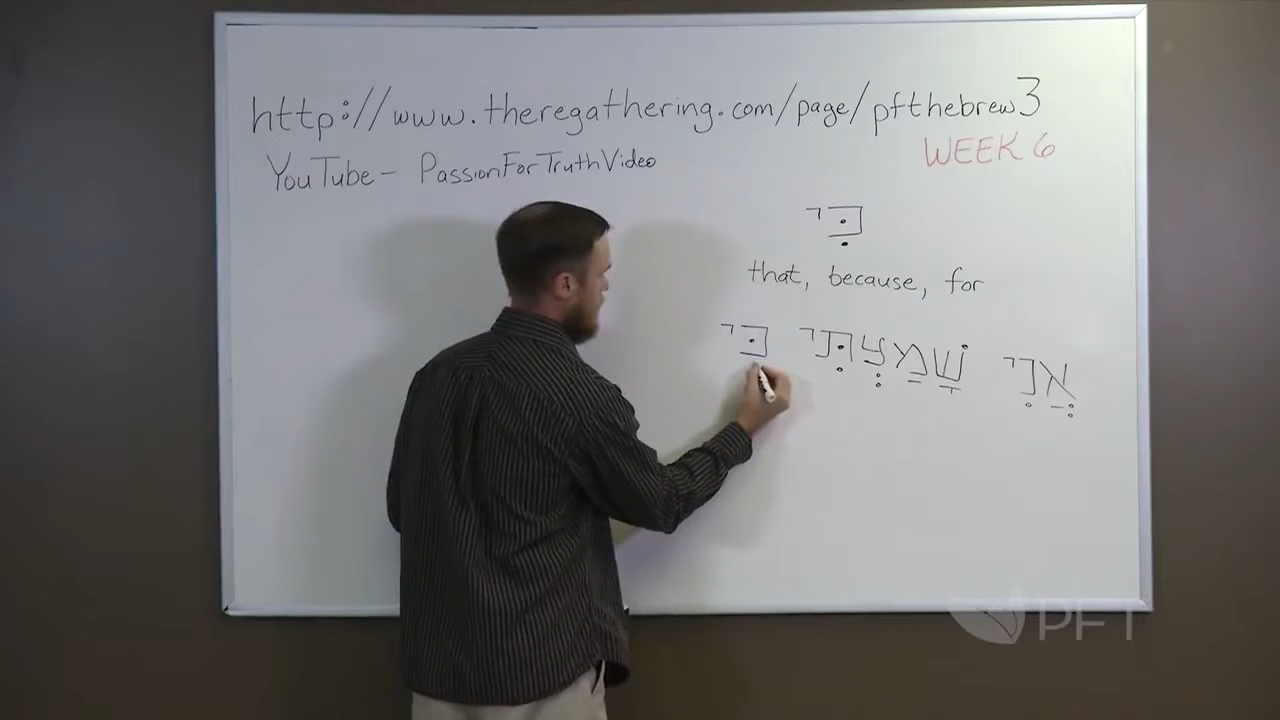 http://www.theregathering.com/page/pfthebrew3
WEEK 6
YouTube- PassionForTruthVideo
כִּי
that, because, for
אֲנִי שָׁמַעְתִּי כִּי
PFT